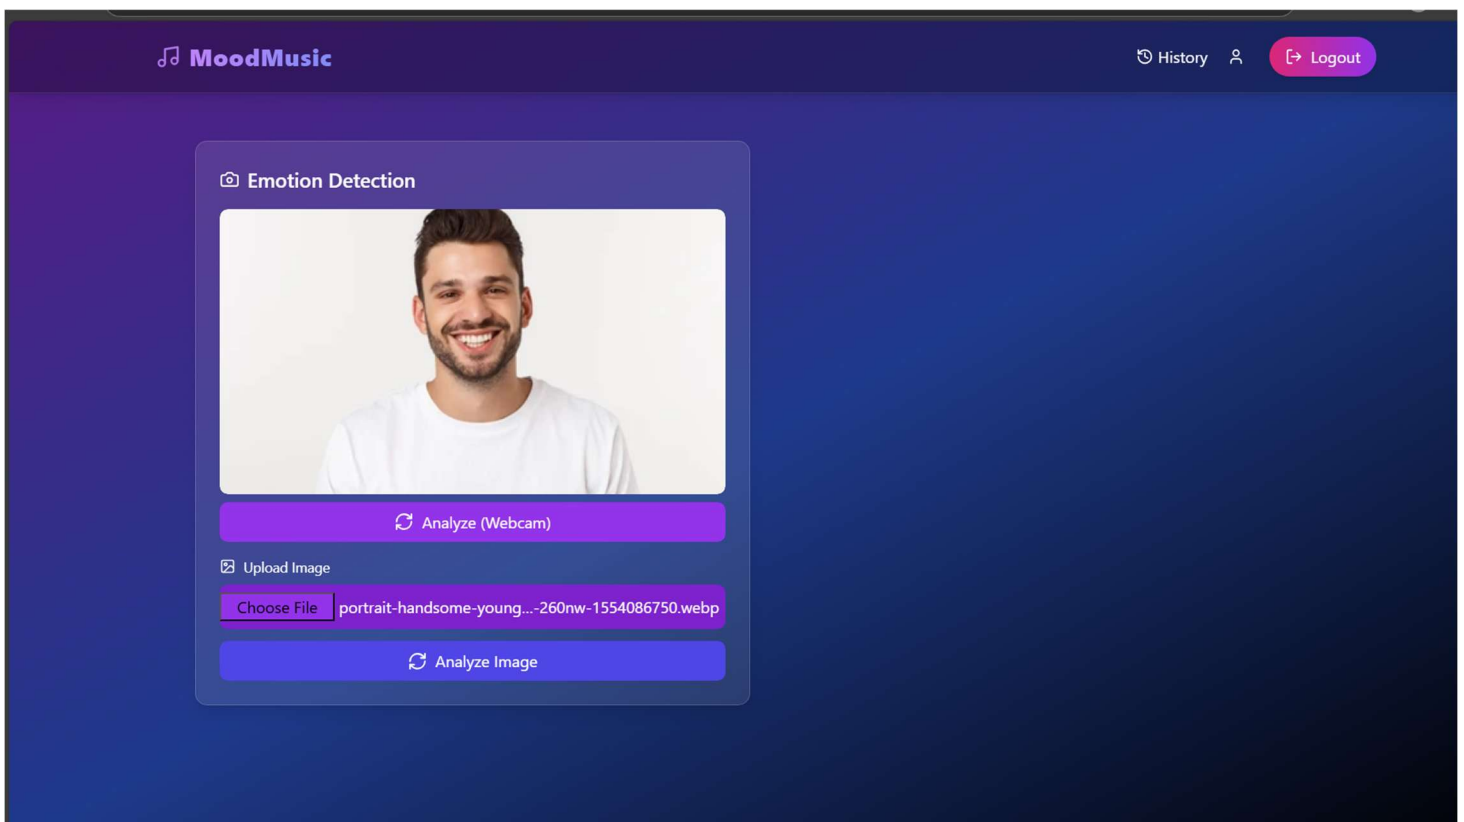 MoodMusic
History
Logout
Emotion Detection
Analyze (Webcam)
Upload Image
Choose File portrait-handsome-young...-260nw-1554086750.webp
Analyze Image